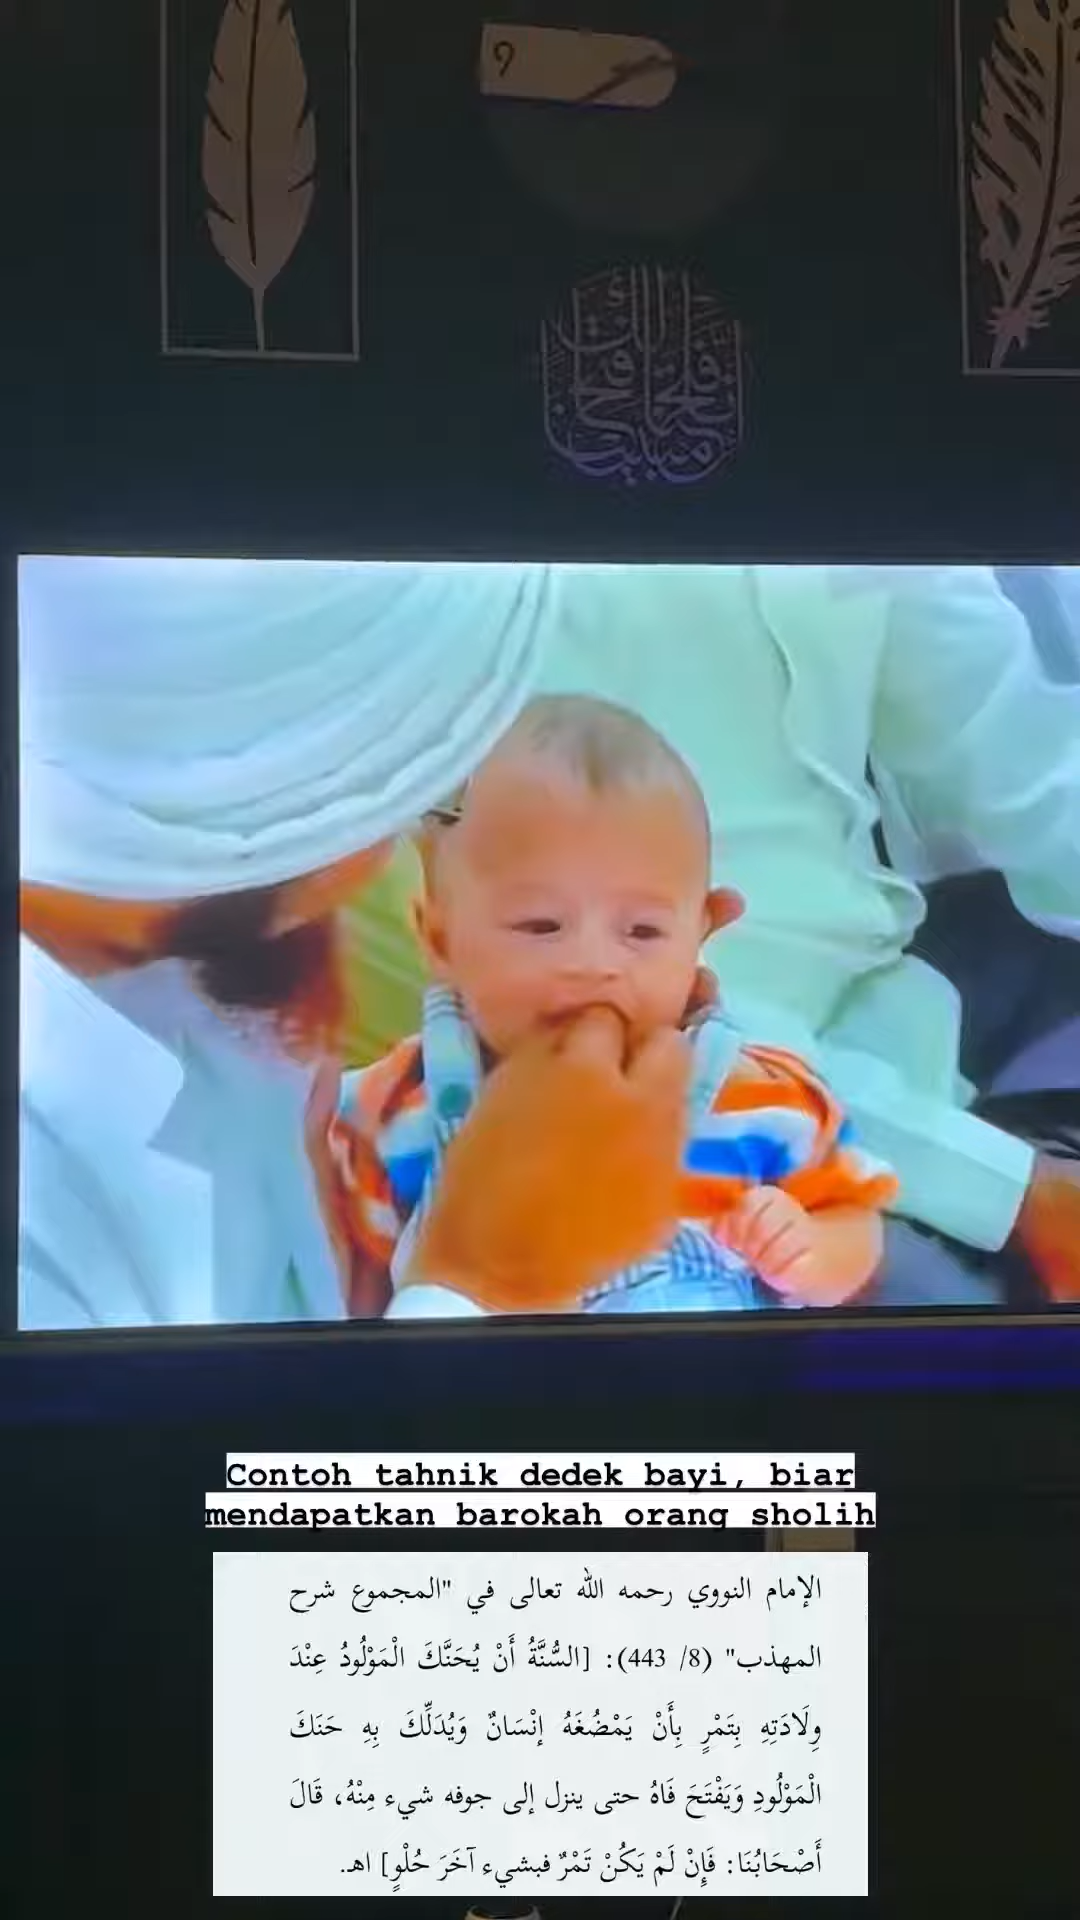 9
Contoh tahnik dedek bayi, biar
mendapatkan barokah orang sholih
الإمام النووي رحمه الله تعالى في "المجموع شرح
المهذب" (8/ 443): [السُّنَّةُ أَنْ يُحَنَّكَ الْمَوْلُودُ عِنْدَ
وِلَادَتِهِ بِتَمْرٍ بِأَنْ يَمْضُغَهُ إنْسَانٌ وَيُدَلِّكَ بِهِ حَنَكَ
الْمَوْلُودِ وَيَفْتَحَ فَاهُ حتى ينزل إلى جوفه شيء مِنْهُ، قَالَ
أَصْحَابُنَا: فَإِنْ لَمْ يَكُنْ تَمْرٌ فبشيء آخَرَ حُلْوٍ] اهـ.